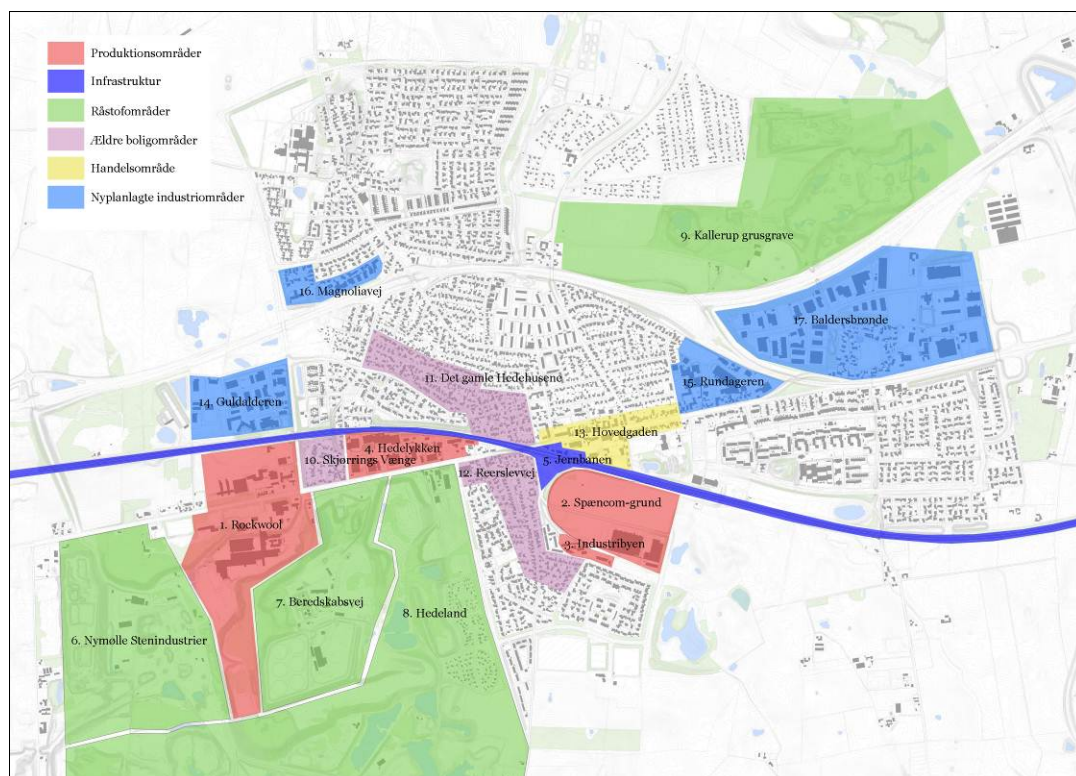 Produktionsområder
Infrastruktur
Råstofområder
Ældre boligområder
Handelsområde
Nyplanlagte industriområder
9. Kallerup grusgrave
16. Magnoliavej
17. Baldersbrønde
11. Det gamle Hedehusene
15. Rundageren
14. Guldalderen
13. Hovedgaden
4. Hedelykken
10. Skjørrings Vænge
5. Jernbanen
12. Reerslevvej
2. Spæncom-grund
1. Rockwool
3. Industribyen
7. Beredskabsvej
8. Hedeland
6. Nymølle Stenindustrier